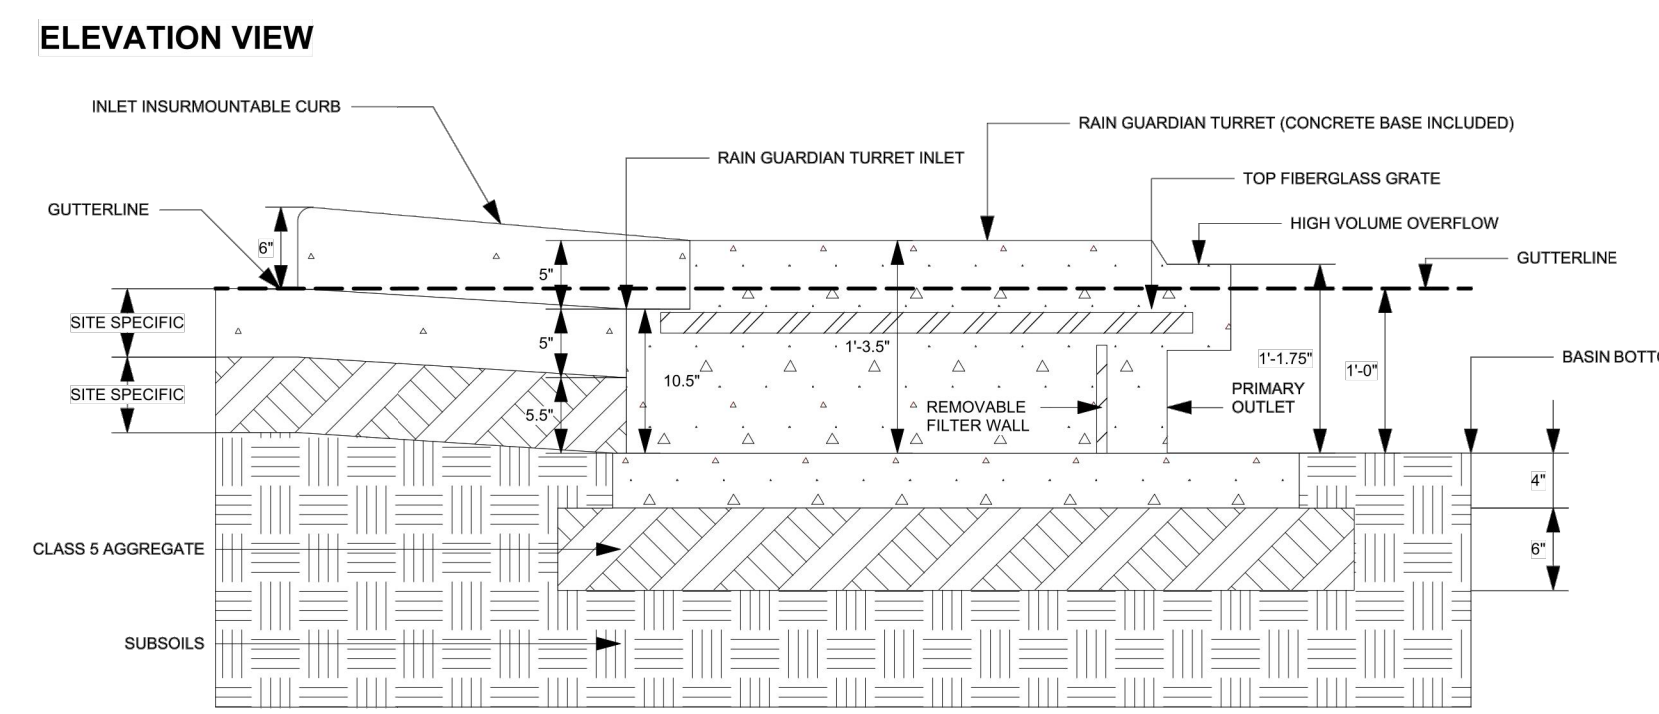 ELEVATION VIEW
INLET INSURMOUNTABLE CURB
RAIN GUARDIAN TURRET (CONCRETE BASE INCLUDED)
RAIN GUARDIAN TURRET INLET
TOP FIBERGLASS GRATE
GUTTERLINE
HIGH VOLUME OVERFLOW
6"
GUTTERLINE
5"
SITE SPECIFIC
5"
1'-3.5"
1'-1.75"
BASIN BOTTO
1'-0"
10.5"
SITE SPECIFIC
PRIMARY
OUTLET
REMOVABLE
FILTER WALL
5.5"
4"
CLASS 5 AGGREGATE
6"
SUBSOILS